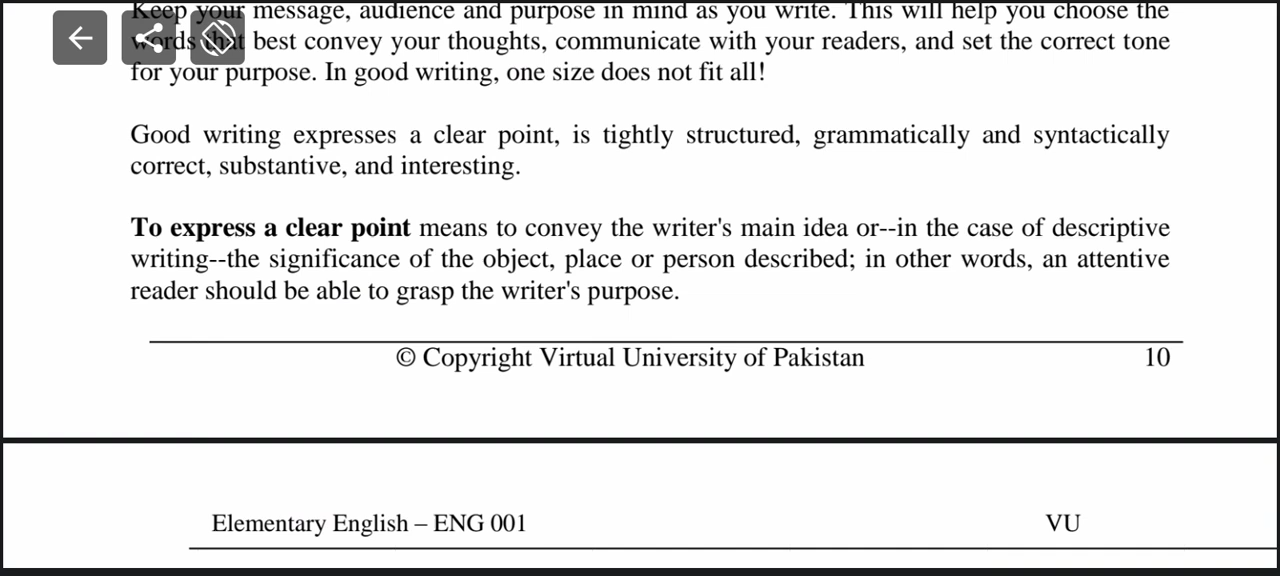 Keep your message, audience and purpose in mind as you write. This will help you choose the
words that best convey your thoughts, communicate with your readers, and set the correct tone
for your purpose. In good writing, one size does not fit all!
Good writing expresses a clear point, is tightly structured, grammatically and syntactically
correct, substantive, and interesting.
To express a clear point means to convey the writer's main idea or--in the case of descriptive
writing--the significance of the object, place or person described; in other words, an attentive
reader should be able to grasp the writer's purpose.
© Copyright Virtual University of Pakistan 10
Elementary English – ENG 001 VU